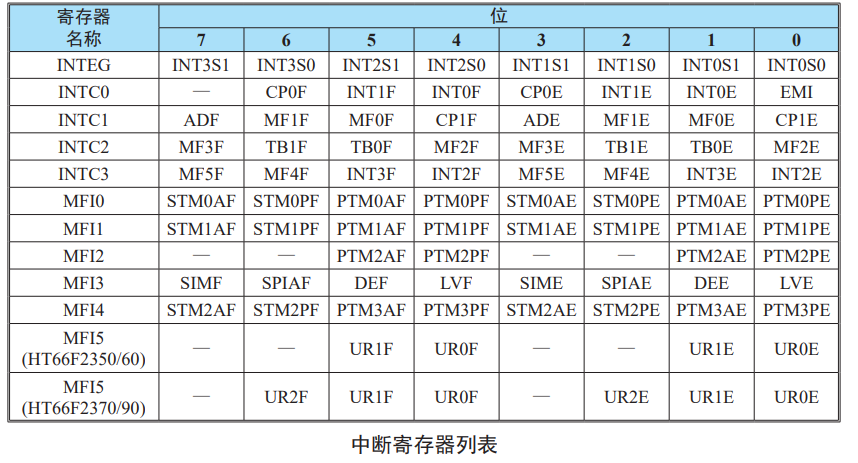 寄存器名称 位
7 6 5 4 3 2 1 0
INTEG INT3S1 INT3S0 INT2S1 INT2S0 INT1S1 INT1S0 INT0S1 INT0S0
INTC0 — CP0F INT1F INT0F CP0E INT1E INT0E EMI
INTC1 ADF MF1F MF0F CP1F ADE MF1E MF0E CP1E
INTC2 MF3F TB1F TB0F MF2F MF3E TB1E TB0E MF2E
INTC3 MF5F MF4F INT3F INT2F MF5E MF4E INT3E INT2E
MFI0 STM0AF STM0PF PTM0AF PTM0PF STM0AE STM0PE PTM0AE PTM0PE
MFI1 STM1AF STM1PF PTM1AF PTM1PF STM1AE STM1PE PTM1AE PTM1PE
MFI2 — — PTM2AF PTM2PF — — PTM2AE PTM2PE
MFI3 SIMF SPIAF DEF LVF SIME SPIAE DEE LVE
MFI4 STM2AF STM2PF PTM3AF PTM3PF STM2AE STM2PE PTM3AE PTM3PE
MFI5
(HT66F2350/60) — — UR1F UR0F — — UR1E UR0E
MFI5
(HT66F2370/90) — UR2F UR1F UR0F — UR2E UR1E UR0E
中断寄存器列表